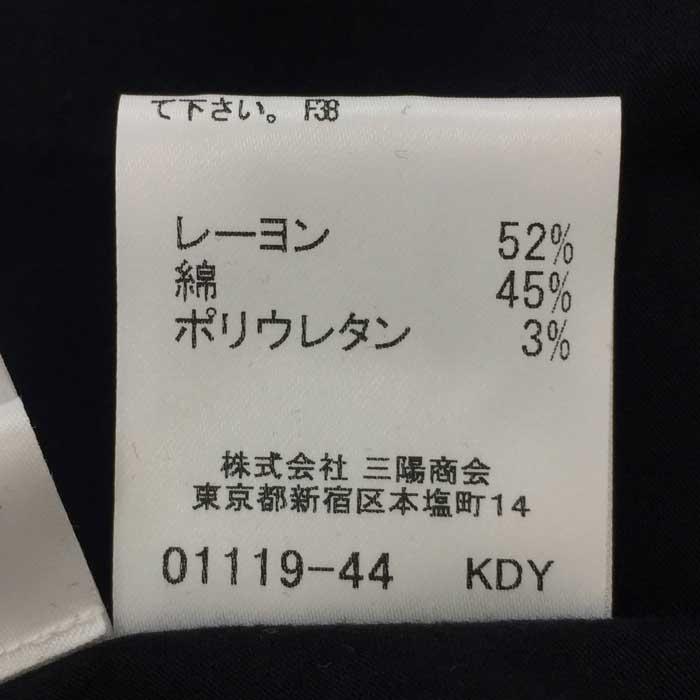 て下さい。 F38
レーヨン 52%
綿 45%
ポリウレタン 3%
株式会社 三陽商会
東京都新宿区本塩町14
01119-44 KDY